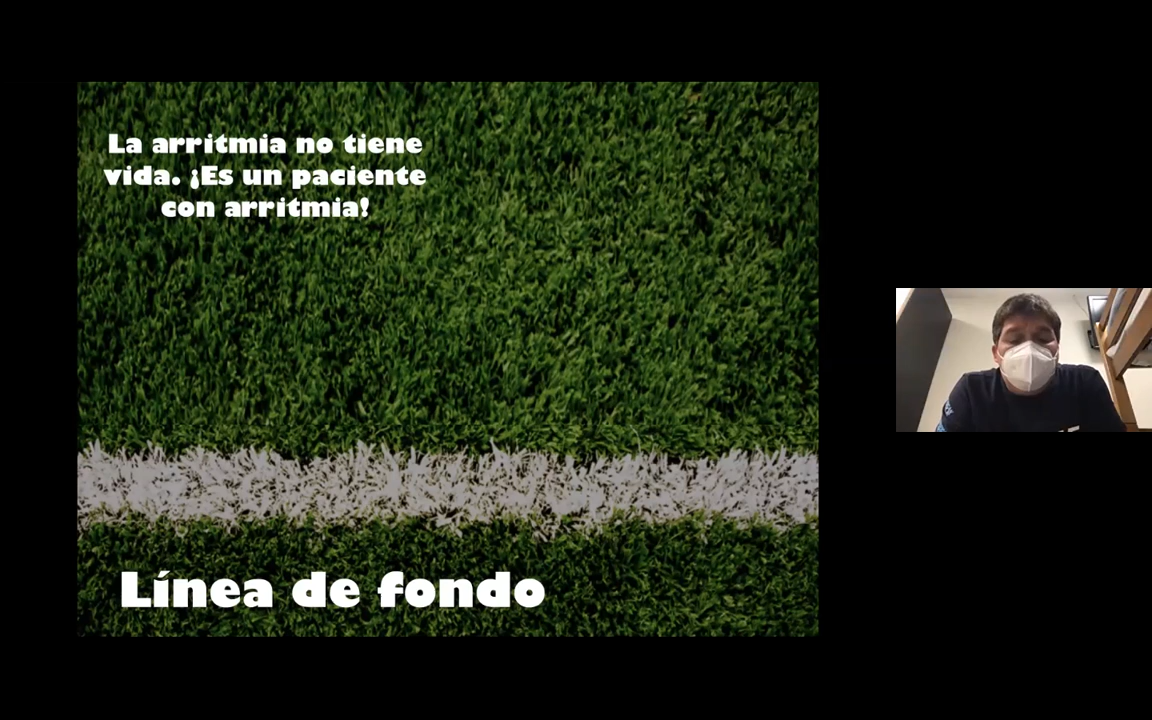 La arritmia no tiene
vida. ¡Es un paciente
con arritmia!
Línea de fondo